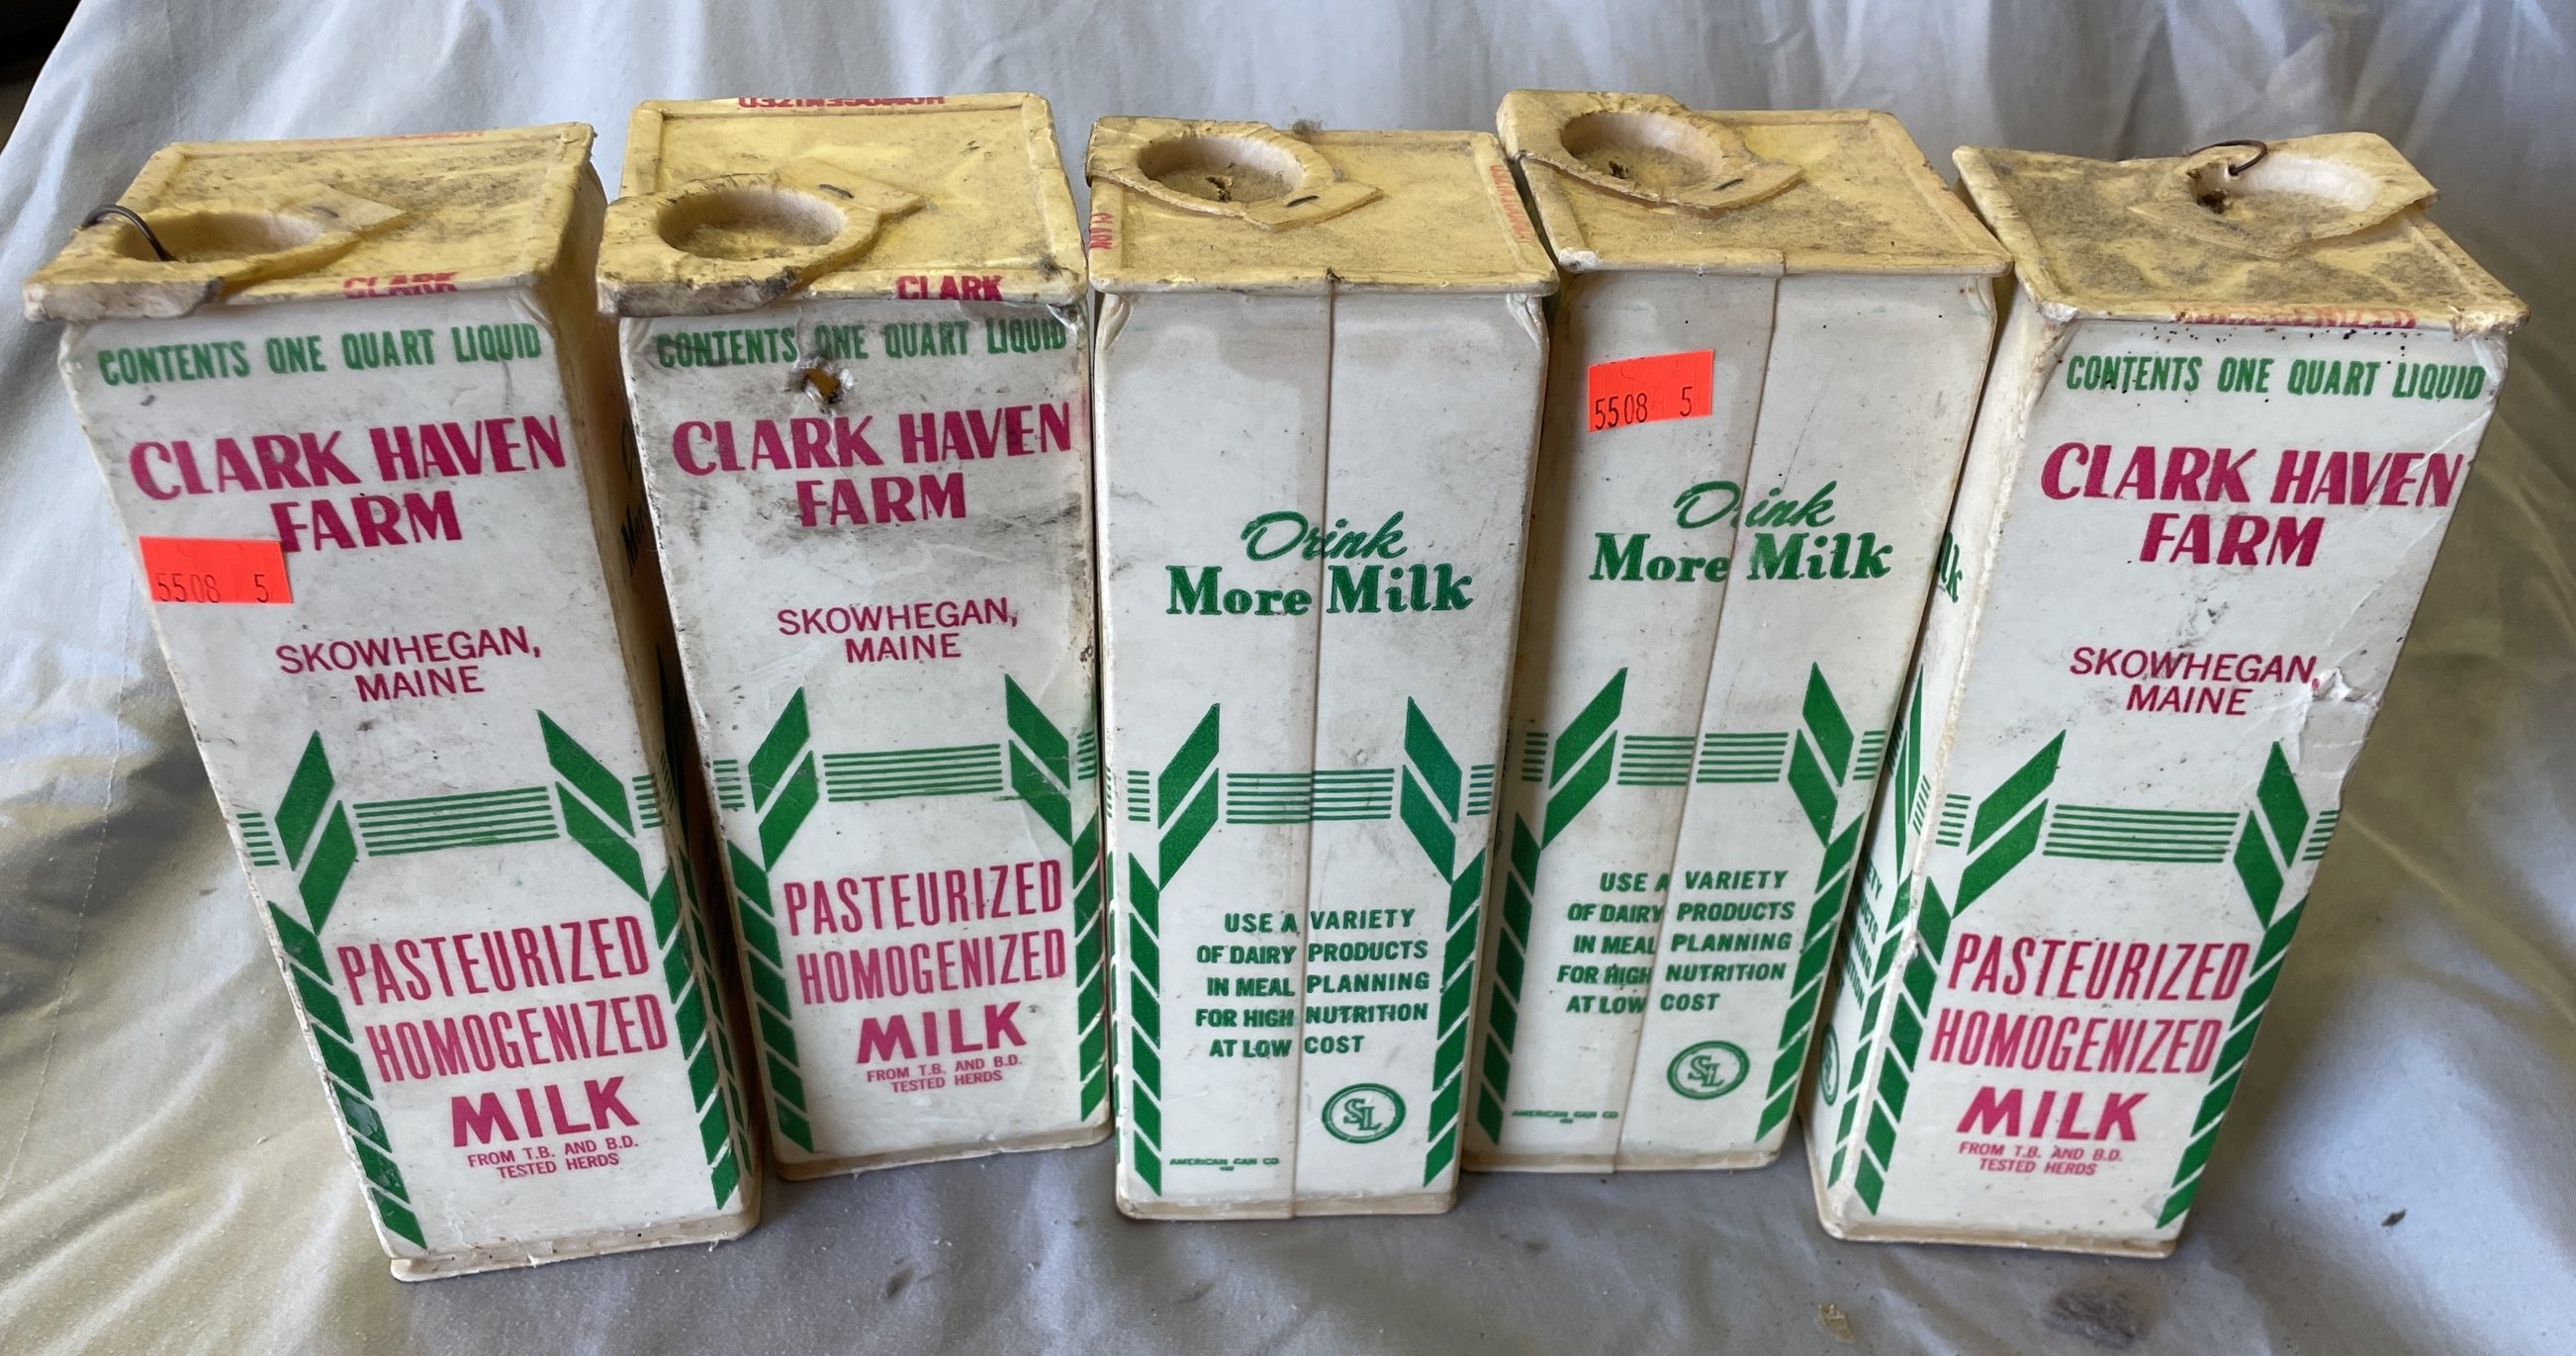 CLARK
CONTENTS ONE QUART LIQUID
CLARK HAVEN
FARM
5508 5
SKOWHEGAN,
MAINE
PASTEURIZED
HOMOGENIZED
MILK
FROM T.B. AND B.D.
TESTED HERDS
HOMOGENIZED
CLARK
CONTENTS ONE QUART LIQUID
CLARK HAVEN
FARM
SKOWHEGAN,
MAINE
PASTEURIZED
HOMOGENIZED
MILK
FROM T.B. AND B.D.
TESTED HERDS
CLARK
Drink
More Milk
USE A VARIETY
OF DAIRY PRODUCTS
IN MEAL PLANNING
FOR HIGH NUTRITION
AT LOW COST
SL
AMERICAN CAN CO
5508 5
Drink
More Milk
USE A VARIETY
OF DAIRY PRODUCTS
IN MEAL PLANNING
FOR HIGH NUTRITION
AT LOW COST
SL
AMERICAN CAN CO
HOMOGENIZED
CONTENTS ONE QUART LIQUID
CLARK HAVEN
FARM
SKOWHEGAN,
MAINE
PASTEURIZED
HOMOGENIZED
MILK
FROM T.B. AND B.D.
TESTED HERDS